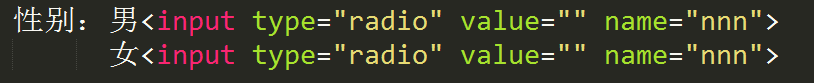 性别：男<input type="radio" value="" name="nnn">
女<input type="radio" value="" name="nnn">